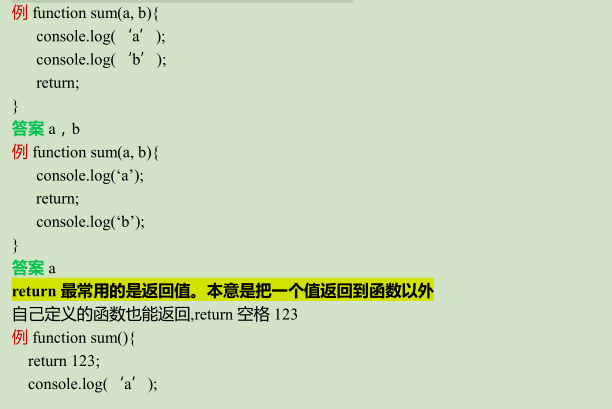 例 function sum(a, b){
console.log( ‘a’ );
console.log( ‘b’ );
return;
}
答案 a，b
例 function sum(a, b){
console.log(‘a’);
return;
console.log(‘b’);
}
答案 a
return 最常用的是返回值。本意是把一个值返回到函数以外
自己定义的函数也能返回,return 空格 123
例 function sum(){
return 123;
console.log( ‘a’ );